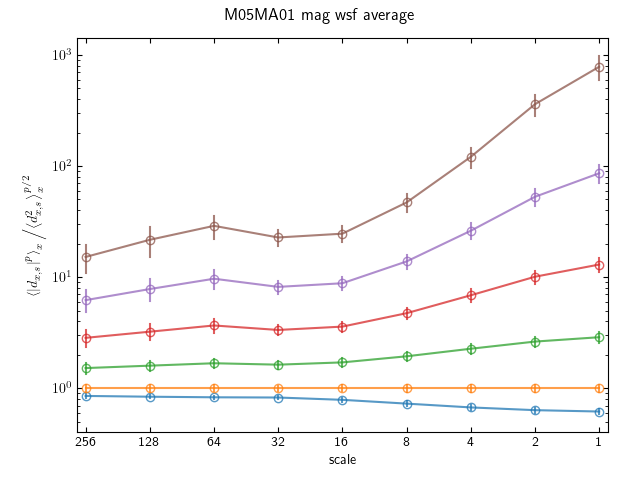 M05MA01 mag wsf average
10³
10²
10¹
10⁰
⟨|d_{x,s}|^p⟩_x / ⟨d²_{x,s}⟩_x^{p/2}
256 128 64 32 16 8 4 2 1
scale